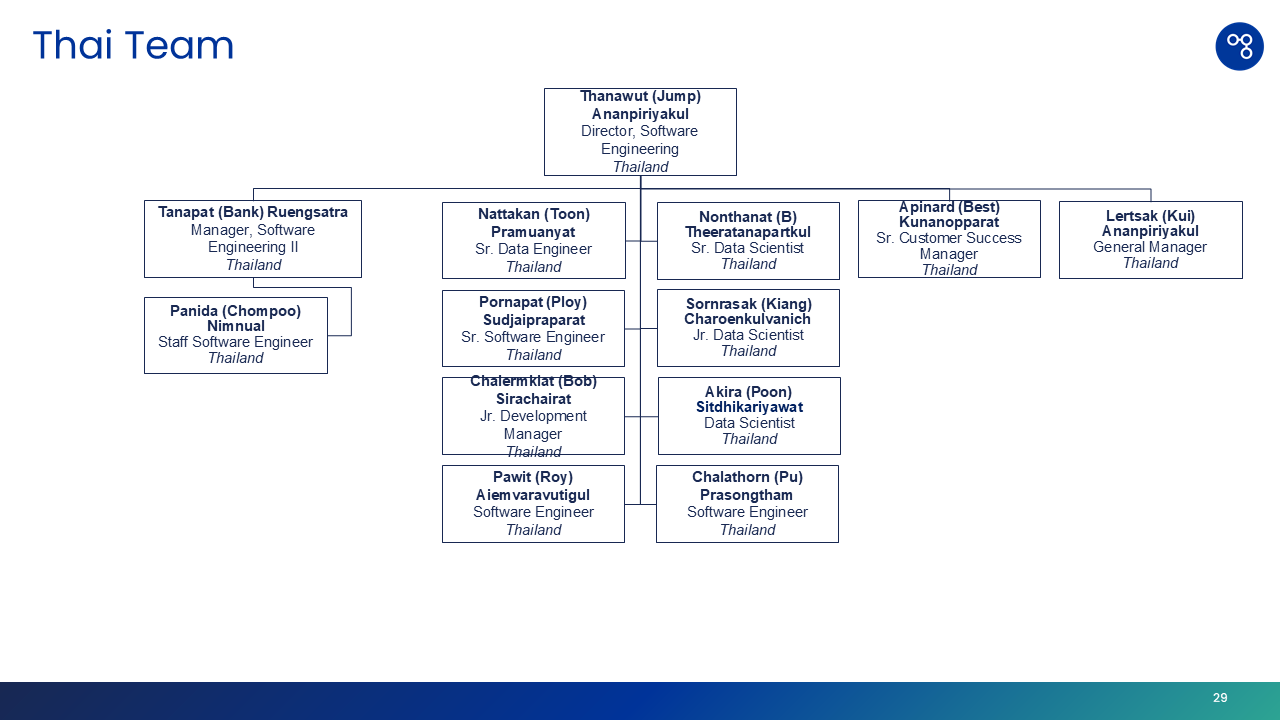 Thai Team
Thanawut (Jump)
Ananpiriyakul
Director, Software
Engineering
Thailand
Tanapat (Bank) Ruengsatra
Manager, Software
Engineering II
Thailand
Panida (Chompoo)
Nimnual
Staff Software Engineer
Thailand
Nattakan (Toon)
Pramuanyat
Sr. Data Engineer
Thailand
Nonthanat (B)
Theeratanapartkul
Sr. Data Scientist
Thailand
Pornapat (Ploy)
Sudjaipraparat
Sr. Software Engineer
Thailand
Sornrasak (Kiang)
Charoenkulvanich
Jr. Data Scientist
Thailand
Chalermkiat (Bob)
Sirachairat
Jr. Development
Manager
Thailand
Akira (Poon)
Sitdhikariyawat
Data Scientist
Thailand
Pawit (Roy)
Aiemvaravutigul
Software Engineer
Thailand
Chalathorn (Pu)
Prasongtham
Software Engineer
Thailand
Apinard (Best)
Kunanopparat
Sr. Customer Success
Manager
Thailand
Lertsak (Kui)
Ananpiriyakul
General Manager
Thailand
29